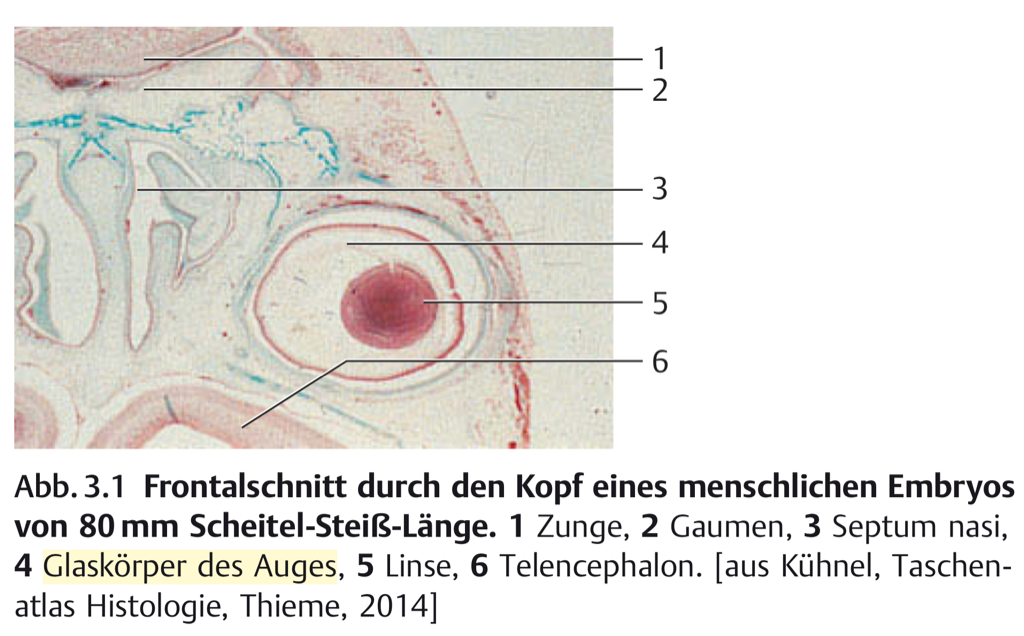 1
2
3
4
5
6
Abb. 3.1 Frontalschnitt durch den Kopf eines menschlichen Embryos
von 80 mm Scheitel-Steiß-Länge. 1 Zunge, 2 Gaumen, 3 Septum nasi,
4 Glaskörper des Auges, 5 Linse, 6 Telencephalon. [aus Kühnel, Taschen-
atlas Histologie, Thieme, 2014]